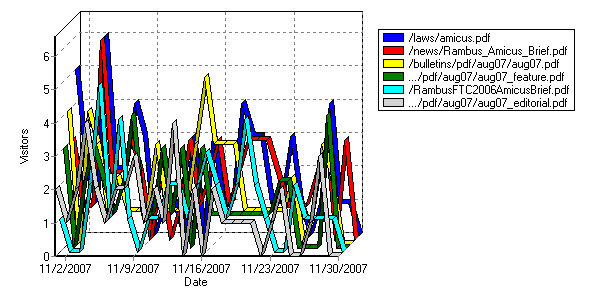 /laws/amicus.pdf
/news/Rambus_Amicus_Brief.pdf
/bulletins/pdf/aug07/aug07.pdf
.../pdf/aug07/aug07_feature.pdf
/RambusFTC2006AmicusBrief.pdf
.../pdf/aug07/aug07_editorial.pdf
6
5
4
3
2
1
0
Visitors
11/2/2007 11/9/2007 11/16/2007 11/23/2007 11/30/2007
Date